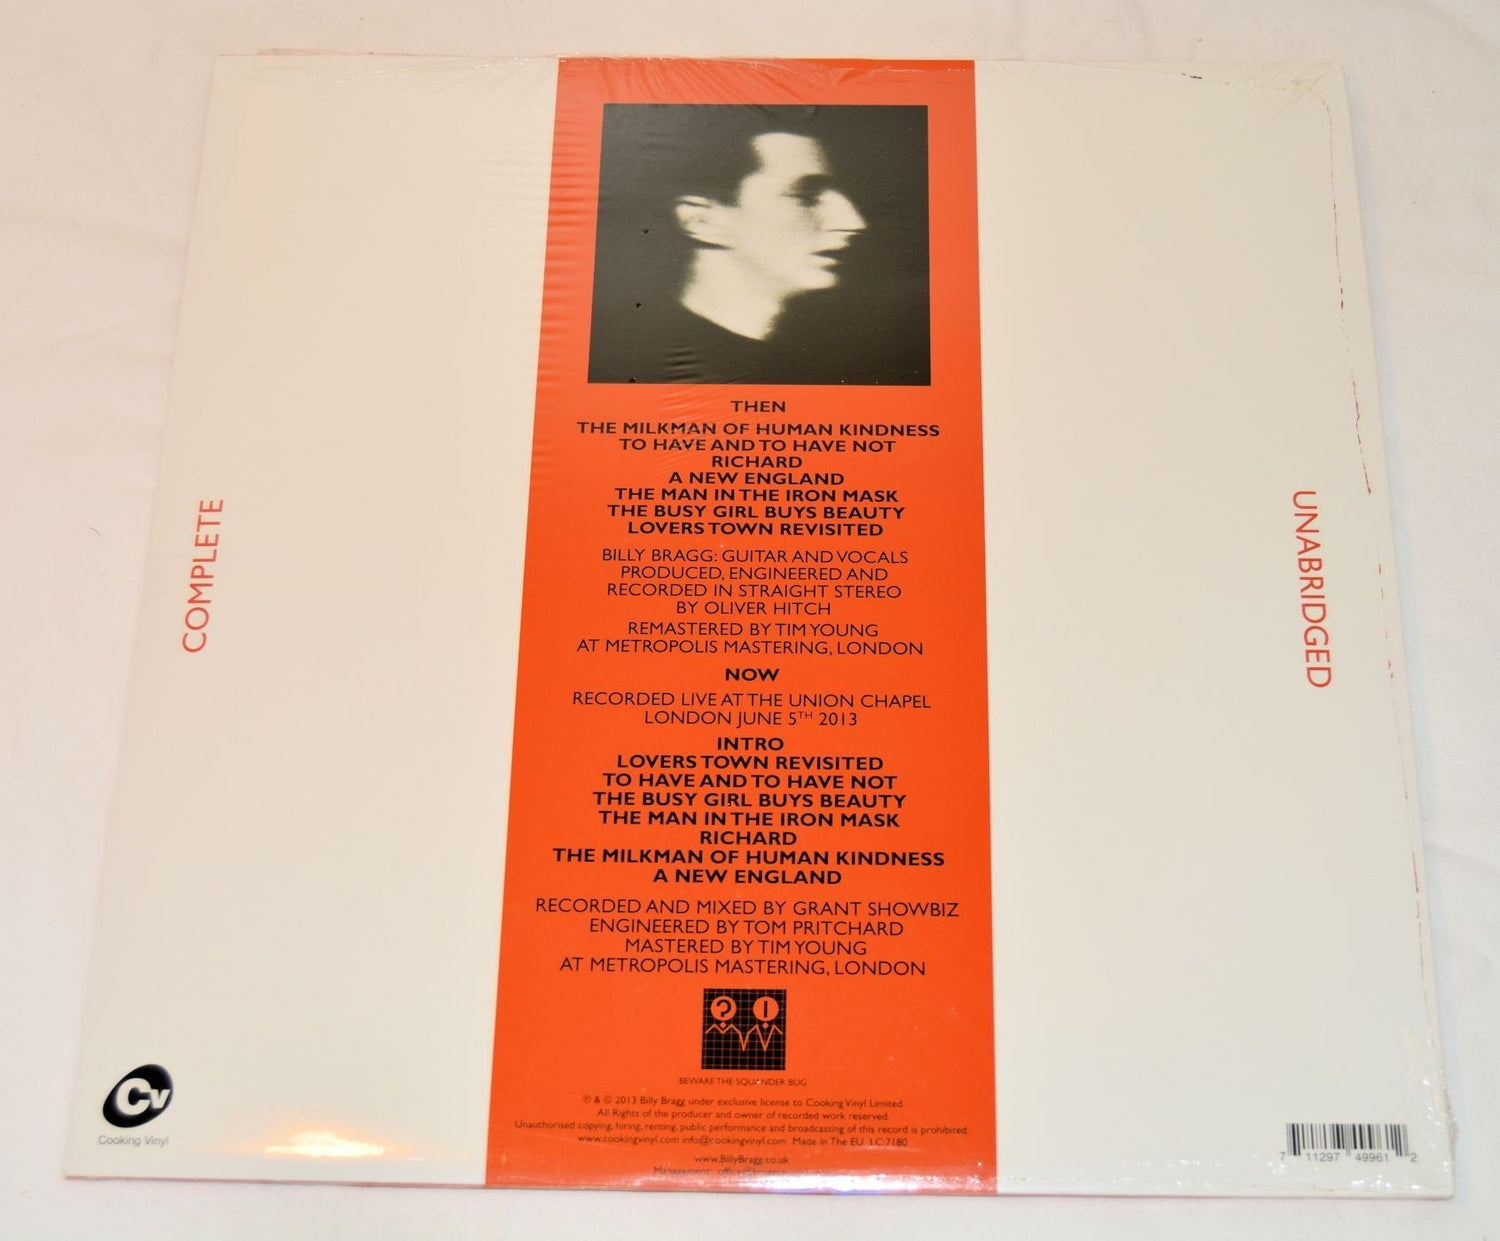 COMPLETE
THEN
THE MILKMAN OF HUMAN KINDNESS
TO HAVE AND TO HAVE NOT
RICHARD
A NEW ENGLAND
THE MAN IN THE IRON MASK
THE BUSY GIRL BUYS BEAUTY
LOVERS TOWN REVISITED
BILLY BRAGG: GUITAR AND VOCALS
PRODUCED, ENGINEERED AND
RECORDED IN STRAIGHT STEREO
BY OLIVER HITCH
REMASTERED BY TIM YOUNG
AT METROPOLIS MASTERING, LONDON
NOW
RECORDED LIVE AT THE UNION CHAPEL
LONDON JUNE 5TH 2013
INTRO
LOVERS TOWN REVISITED
TO HAVE AND TO HAVE NOT
THE BUSY GIRL BUYS BEAUTY
THE MAN IN THE IRON MASK
RICHARD
THE MILKMAN OF HUMAN KINDNESS
A NEW ENGLAND
RECORDED AND MIXED BY GRANT SHOWBIZ
ENGINEERED BY TOM PRITCHARD
MASTERED BY TIM YOUNG
AT METROPOLIS MASTERING, LONDON
? !
BEWARE THE SQUANDER BUG
℗ & © 2013 Billy Bragg under exclusive license to Cooking Vinyl Limited.
All Rights of the producer and owner of recorded work reserved.
Unauthorised copying, hiring, renting, public performance and broadcasting of this record is prohibited.
www.cookingvinyl.com info@cookingvinyl.com Made In The EU LC:7180
www.BillyBragg.co.uk
Management:
UNABRIDGED
Cv
Cooking Vinyl
7 11297 49961 2